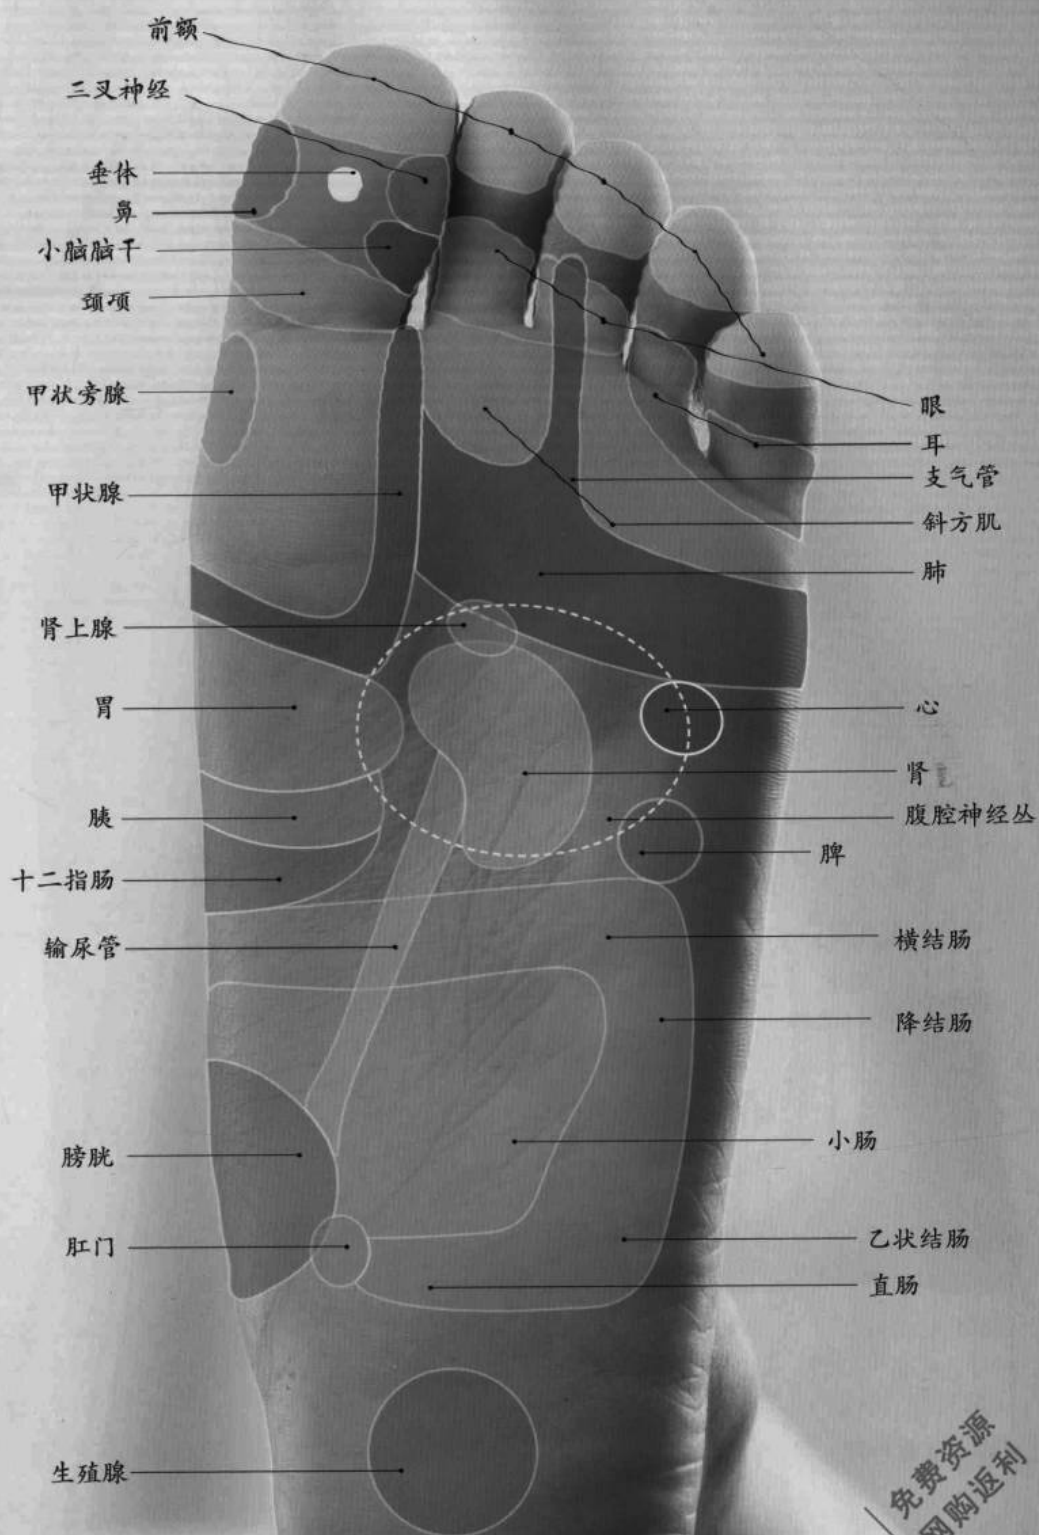 前额
三叉神经
垂体
鼻
小脑脑干
颈项
甲状旁腺
甲状腺
肾上腺
胃
胰
十二指肠
输尿管
膀胱
肛门
生殖腺
眼
耳
支气管
斜方肌
肺
心
肾
腹腔神经丛
脾
横结肠
降结肠
小肠
乙状结肠
直肠
免费资源
网购返利